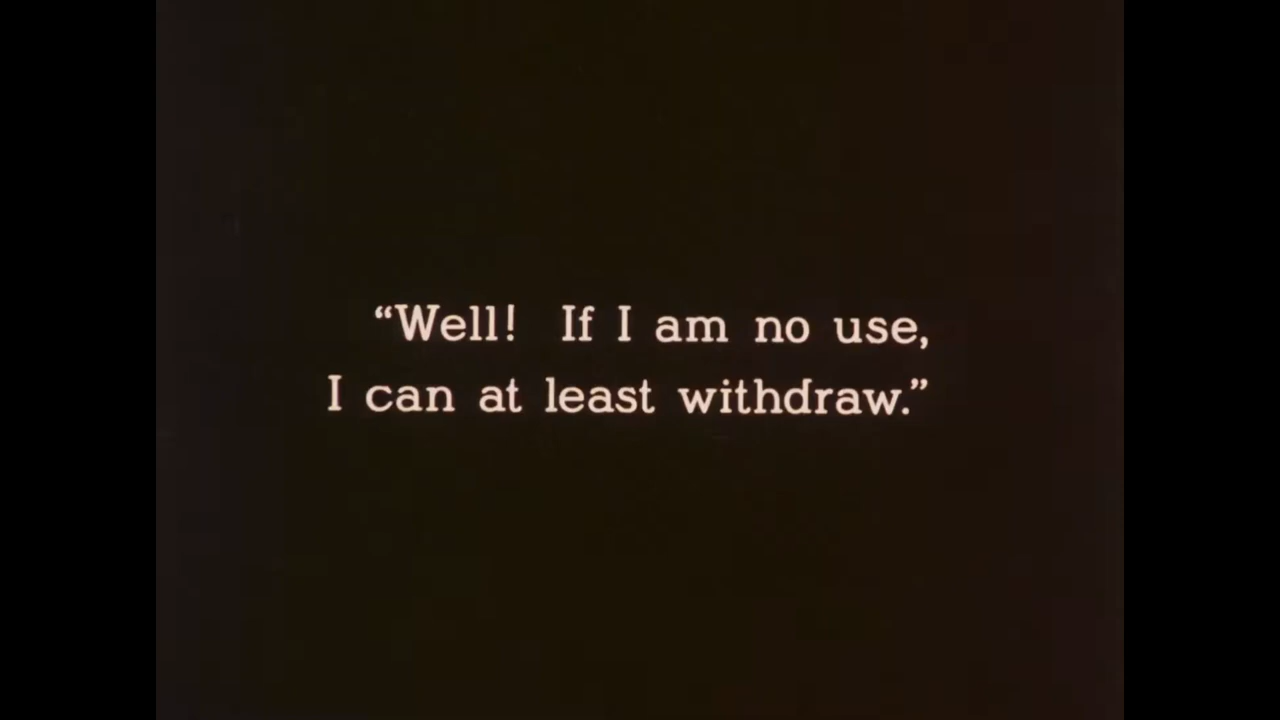 “Well!  If I am no use,
I can at least withdraw.”